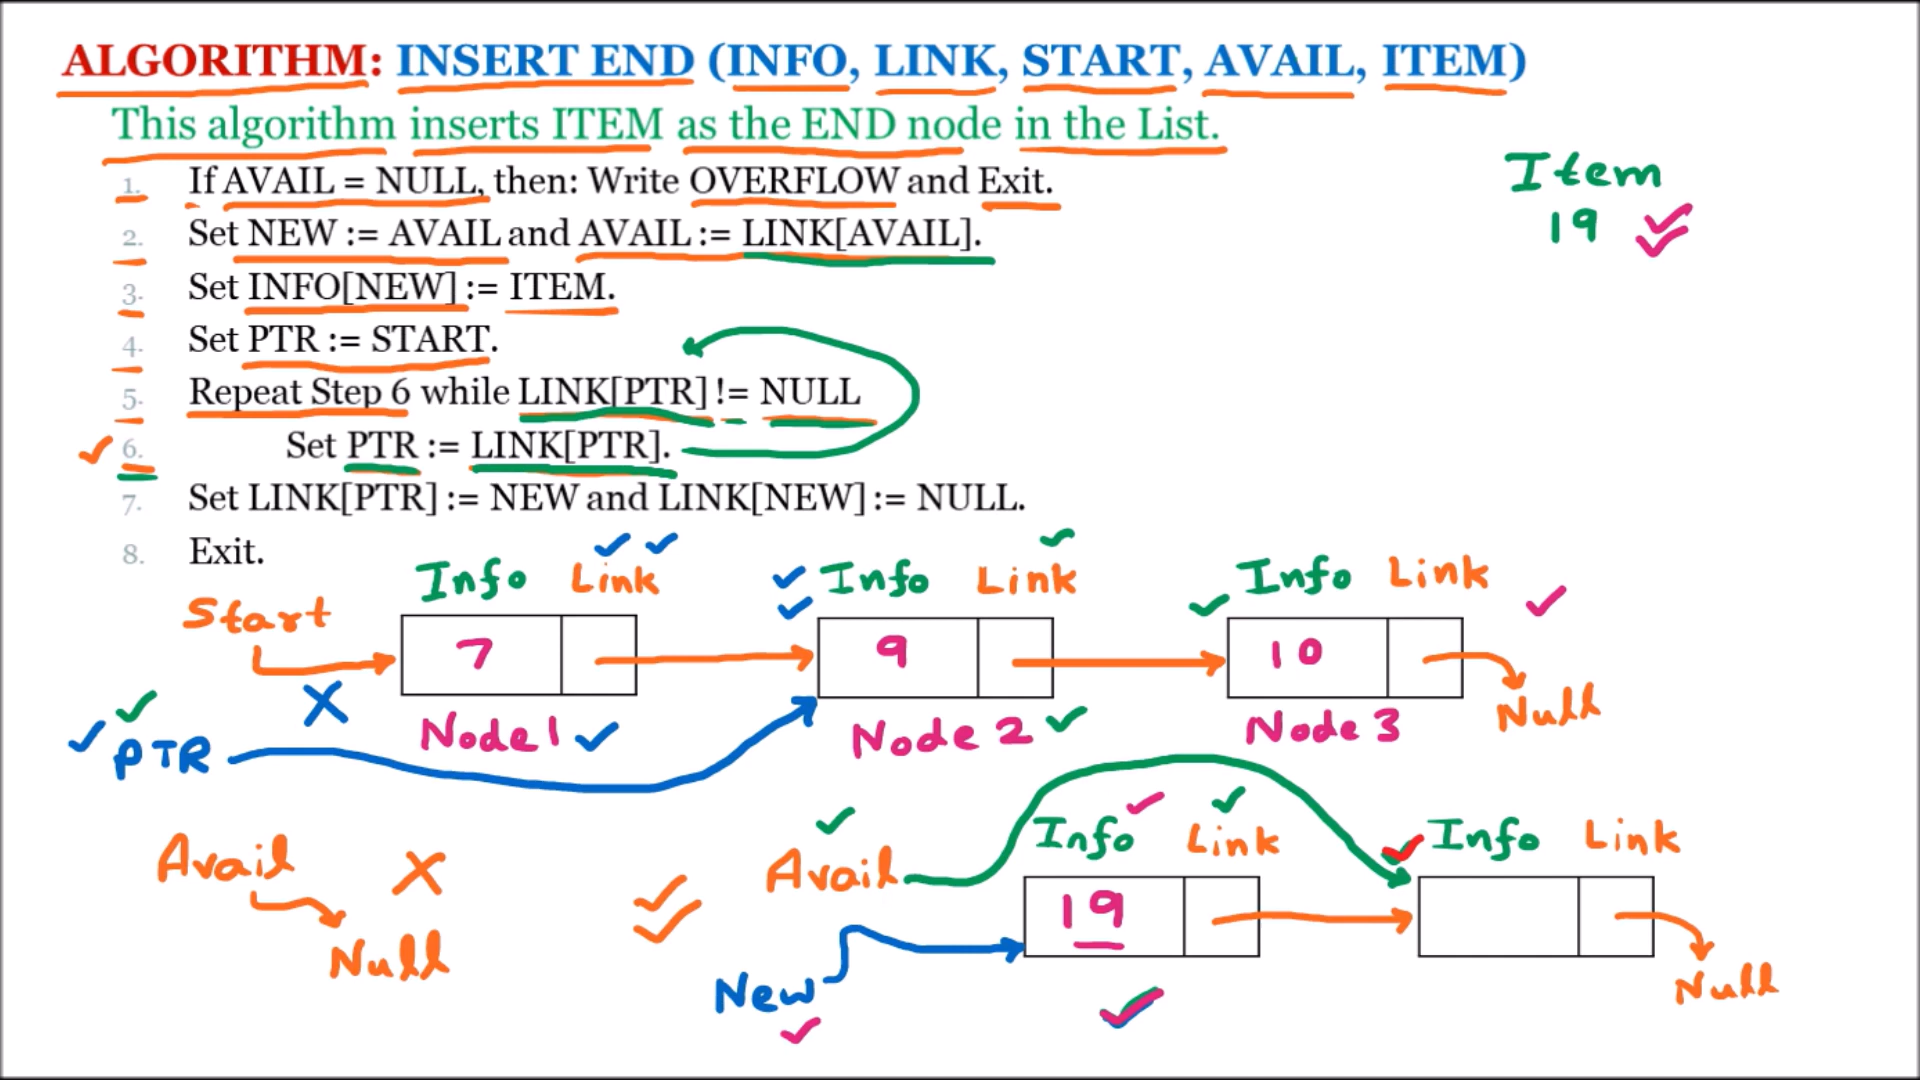 ALGORITHM: INSERT END (INFO, LINK, START, AVAIL, ITEM)
This algorithm inserts ITEM as the END node in the List.
1. If AVAIL = NULL, then: Write OVERFLOW and Exit.
2. Set NEW := AVAIL and AVAIL := LINK[AVAIL].
3. Set INFO[NEW] := ITEM.
4. Set PTR := START.
5. Repeat Step 6 while LINK[PTR] != NULL
6. Set PTR := LINK[PTR].
7. Set LINK[PTR] := NEW and LINK[NEW] := NULL.
8. Exit.
Item
19
Start
Info Link Info Link Info Link
7 9 10
Null
Node 1 Node 2 Node 3
PTR
Avail
Null
Avail
Info Link Info Link
19
New
Null